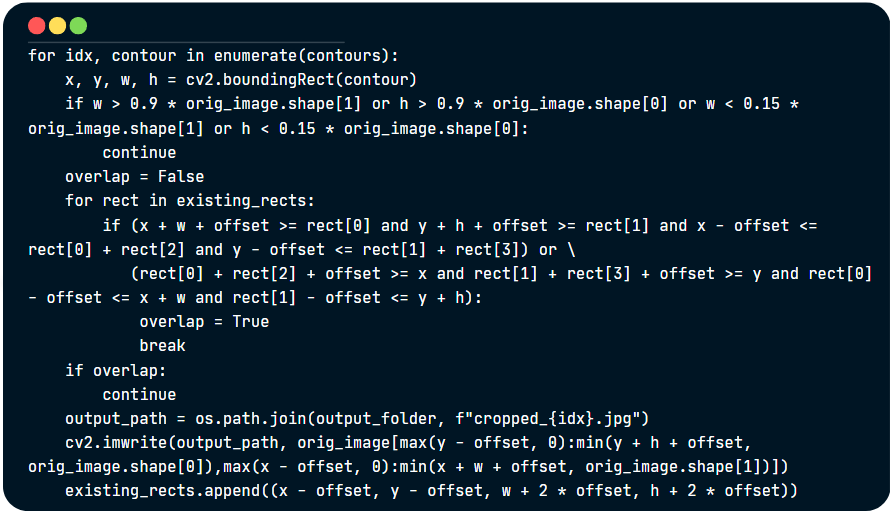 for idx, contour in enumerate(contours):
    x, y, w, h = cv2.boundingRect(contour)
    if w > 0.9 * orig_image.shape[1] or h > 0.9 * orig_image.shape[0] or w < 0.15 *
orig_image.shape[1] or h < 0.15 * orig_image.shape[0]:
        continue
    overlap = False
    for rect in existing_rects:
        if (x + w + offset >= rect[0] and y + h + offset >= rect[1] and x - offset <=
rect[0] + rect[2] and y - offset <= rect[1] + rect[3]) or \
           (rect[0] + rect[2] + offset >= x and rect[1] + rect[3] + offset >= y and rect[0]
- offset <= x + w and rect[1] - offset <= y + h):
            overlap = True
            break
    if overlap:
        continue
    output_path = os.path.join(output_folder, f"cropped_{idx}.jpg")
    cv2.imwrite(output_path, orig_image[max(y - offset, 0):min(y + h + offset,
orig_image.shape[0]),max(x - offset, 0):min(x + w + offset, orig_image.shape[1])])
    existing_rects.append((x - offset, y - offset, w + 2 * offset, h + 2 * offset))